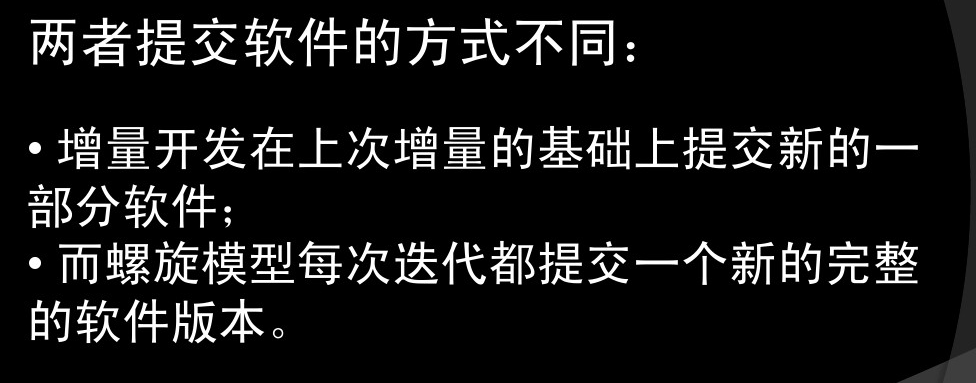 两者提交软件的方式不同：
• 增量开发在上次增量的基础上提交新的一
部分软件；
• 而螺旋模型每次迭代都提交一个新的完整
的软件版本。